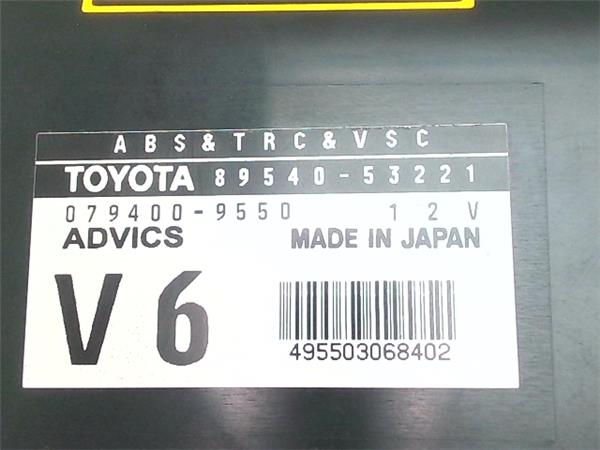 ABS&TRC&VSC
TOYOTA 89540-53221
079400-9550 12V
ADVICS MADE IN JAPAN
V6
495503068402